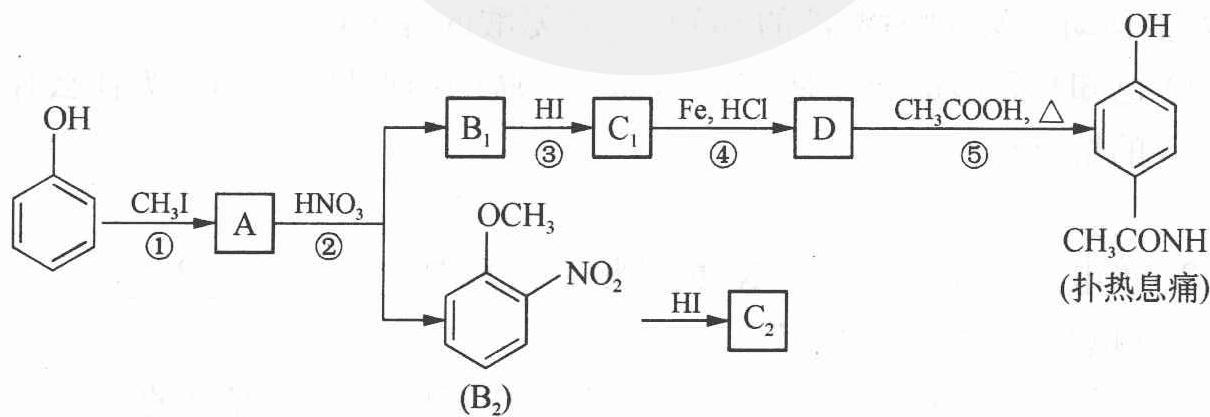 OH
CH₃I
①
A
HNO₃
②
B₁
HI
③
C₁
Fe, HCl
④
D
CH₃COOH, △
⑤
OH
CH₃CONH
(扑热息痛)
OCH₃
NO₂
(B₂)
HI
C₂